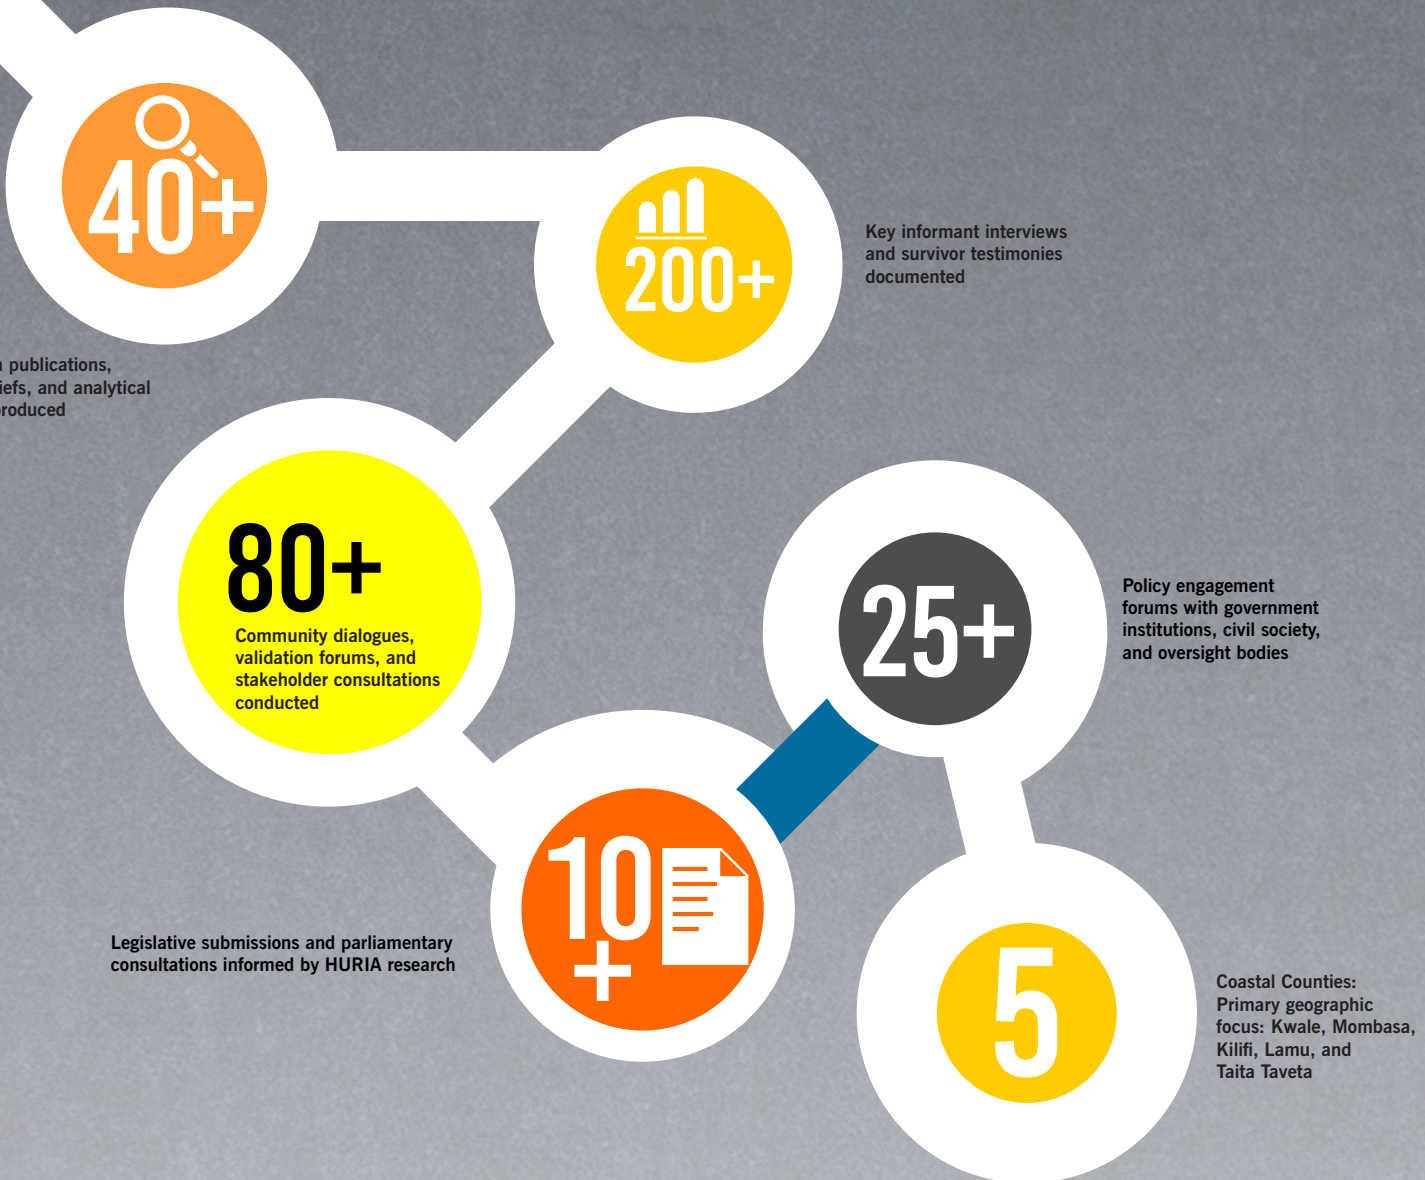 40+
publications,
and analytical
200+
Key informant interviews
and survivor testimonies
documented
80+
Community dialogues,
validation forums, and
stakeholder consultations
conducted
25+
Policy engagement
forums with government
institutions, civil society,
and oversight bodies
10
+
Legislative submissions and parliamentary
consultations informed by HURIA research
5
Coastal Counties:
Primary geographic
focus: Kwale, Mombasa,
Kilifi, Lamu, and
Taita Taveta